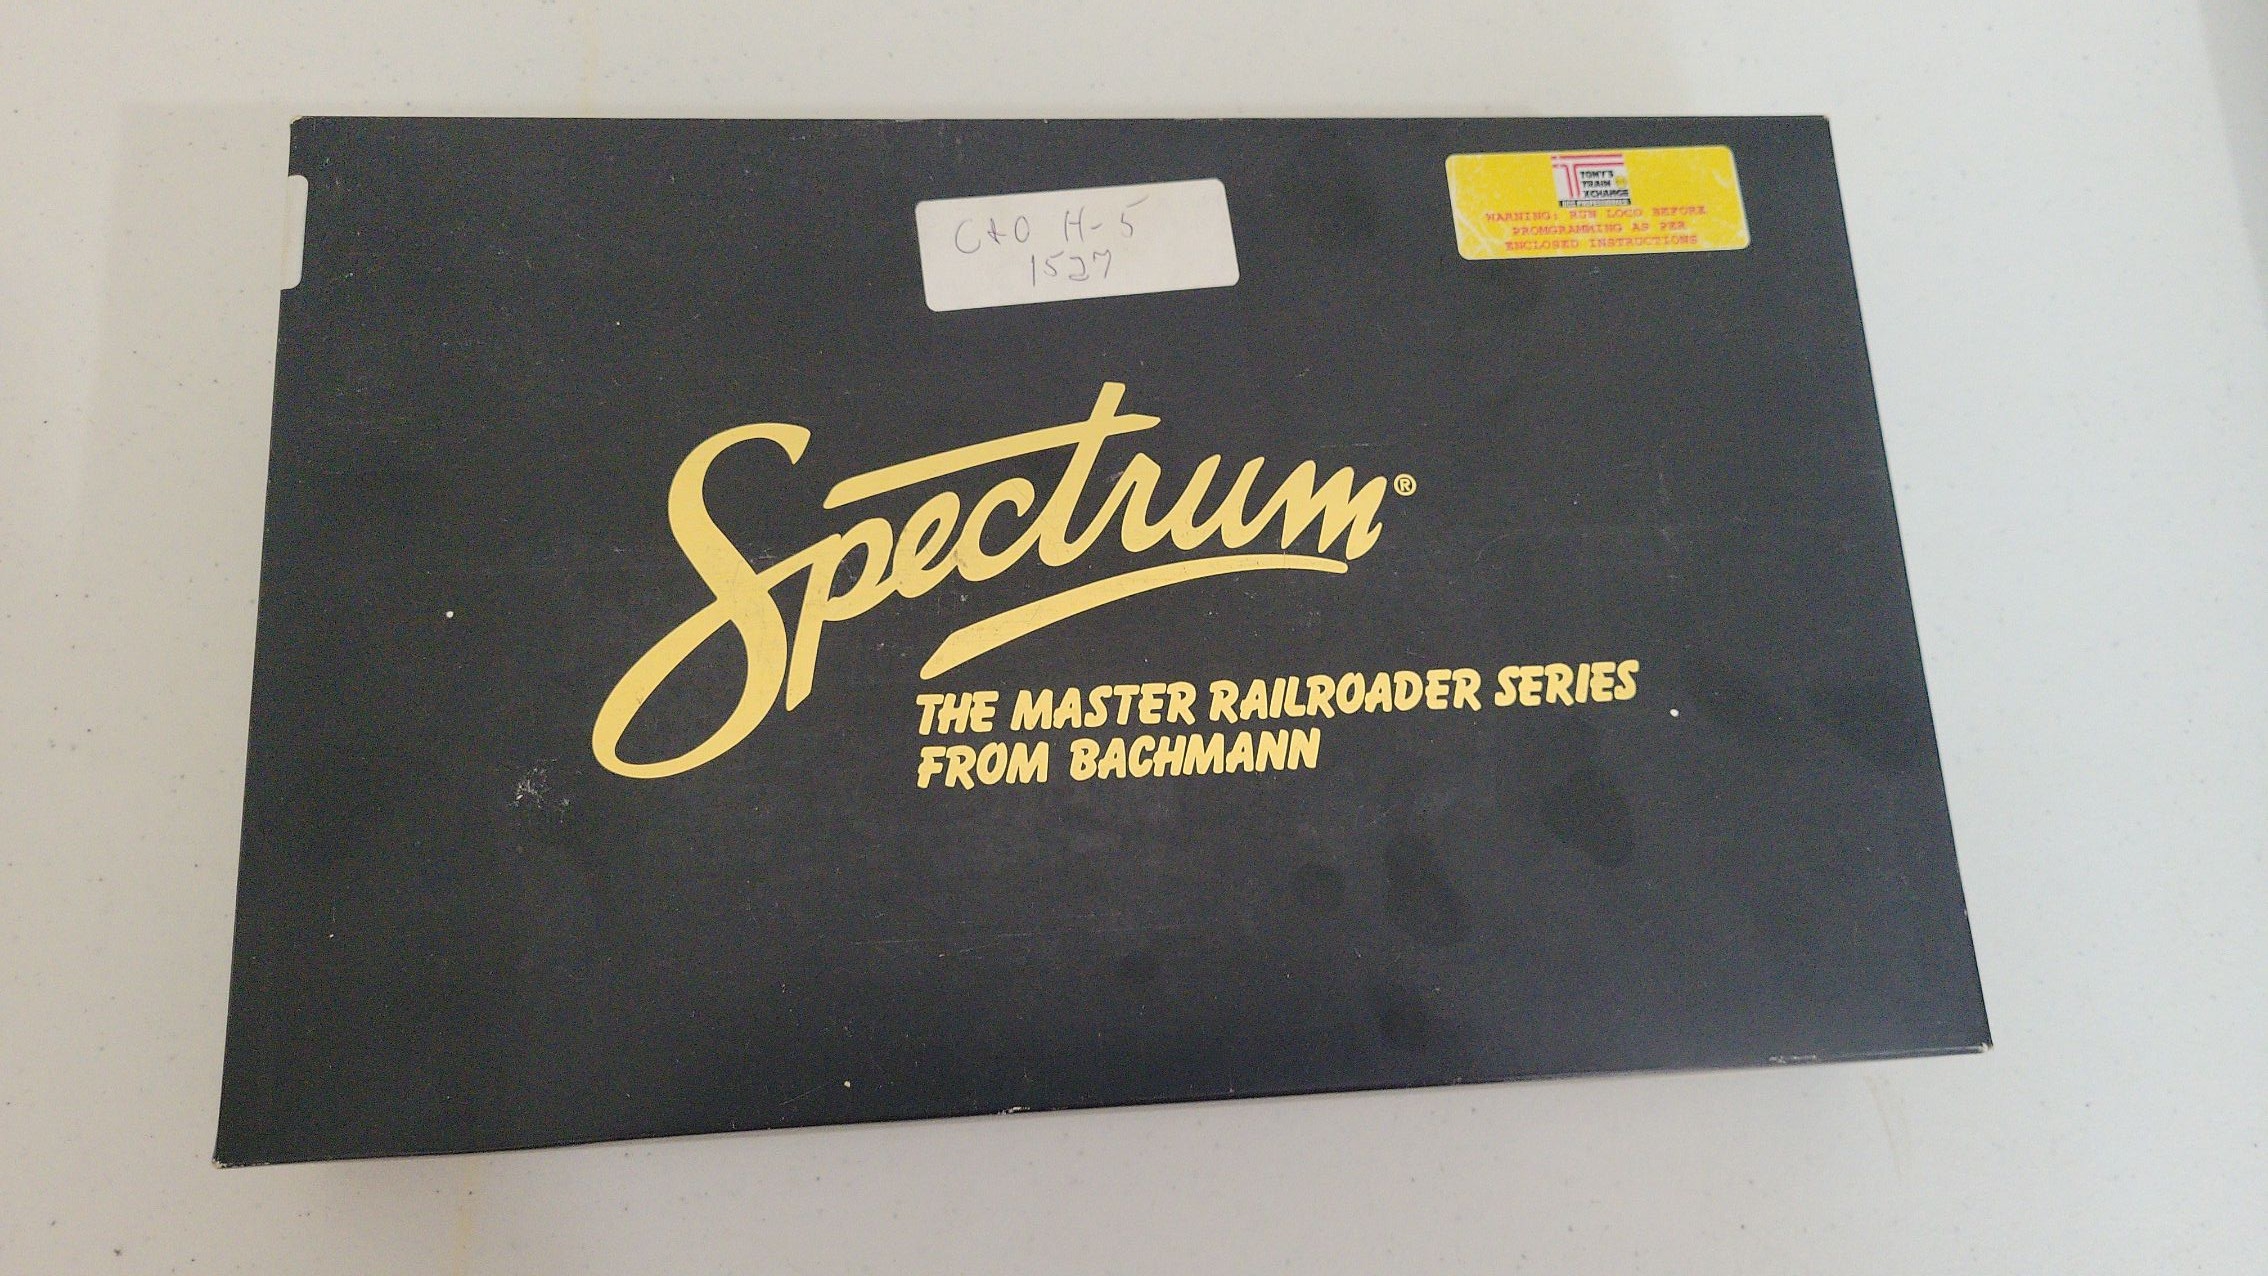 C&O H-5
1527
TONY'S
TRAIN
XCHANGE
WARNING: RUN LOCO BEFORE
PROMGRAMMING AS PER
ENCLOSED INSTRUCTIONS
Spectrum®
THE MASTER RAILROADER SERIES
FROM BACHMANN